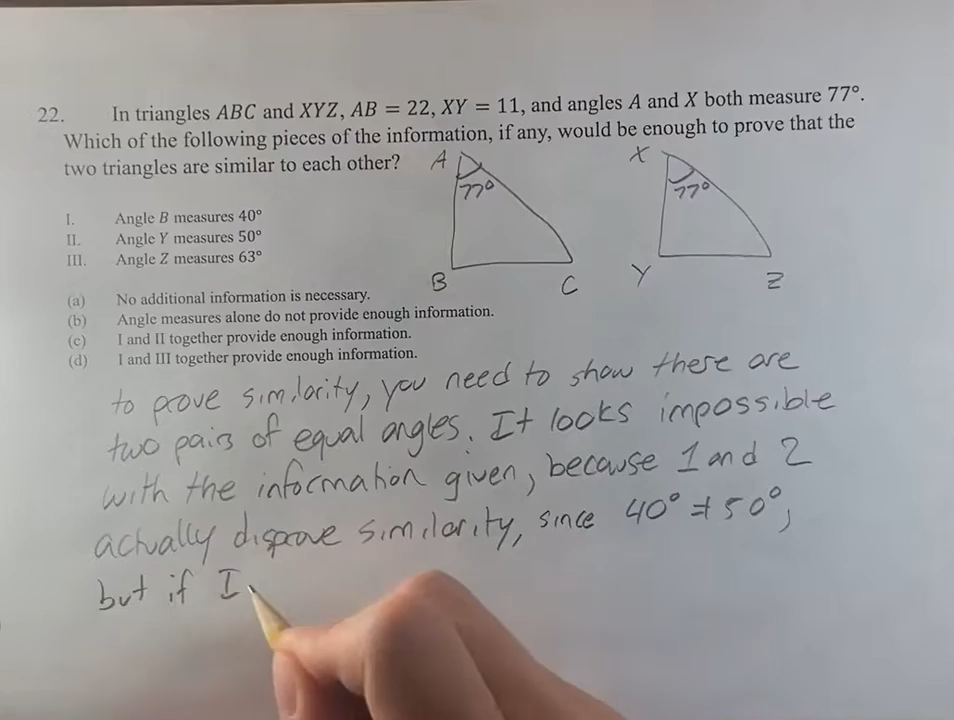 22. In triangles ABC and XYZ, AB = 22, XY = 11, and angles A and X both measure 77°.
Which of the following pieces of the information, if any, would be enough to prove that the
two triangles are similar to each other?
A
77°
B
C
X
77°
Y
Z
I. Angle B measures 40°
II. Angle Y measures 50°
III. Angle Z measures 63°
(a) No additional information is necessary.
(b) Angle measures alone do not provide enough information.
(c) I and II together provide enough information.
(d) I and III together provide enough information.
to prove similarity, you need to show there are
two pairs of equal angles. It looks impossible
with the information given, because 1 and 2
actually disprove similarity, since 40° ≠ 50°,
but if I